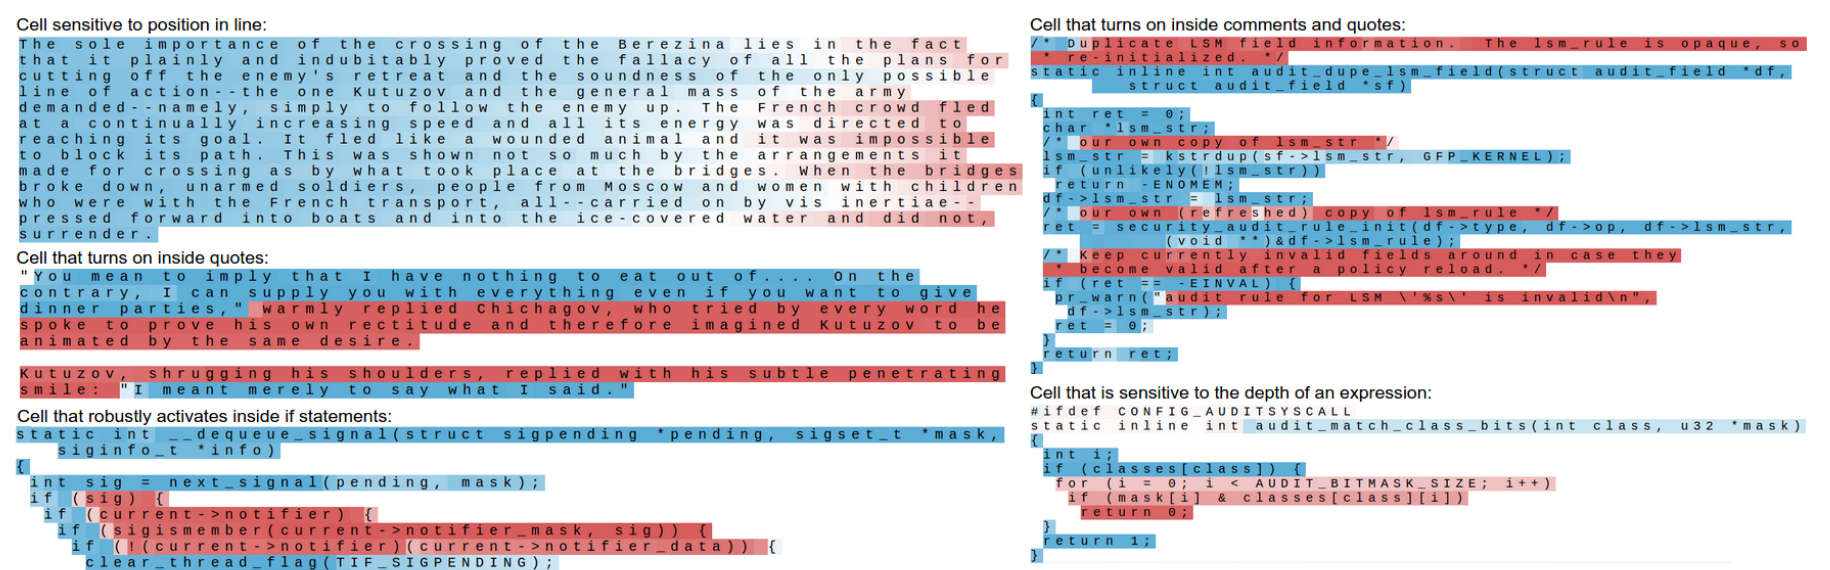 Cell sensitive to position in line:
The sole importance of the crossing of the Berezina lies in the fact
that it plainly and indubitably proved the fallacy of all the plans for
cutting off the enemy's retreat and the soundness of the only possible
line of action--the one Kutuzov and the general mass of the army
demanded--namely, simply to follow the enemy up. The French crowd fled
at a continually increasing speed and all its energy was directed to
reaching its goal. It fled like a wounded animal and it was impossible
to block its path. This was shown not so much by the arrangements it
made for crossing as by what took place at the bridges. When the bridges
broke down, unarmed soldiers, people from Moscow and women with children
who were with the French transport, all--carried on by vis inertiae--
pressed forward into boats and into the ice-covered water and did not,
surrender.
Cell that turns on inside quotes:
"You mean to imply that I have nothing to eat out of.... On the
contrary, I can supply you with everything even if you want to give
dinner parties," warmly replied Chichagov, who tried by every word he
spoke to prove his own rectitude and therefore imagined Kutuzov to be
animated by the same desire.
Kutuzov, shrugging his shoulders, replied with his subtle penetrating
smile: "I meant merely to say what I said."
Cell that robustly activates inside if statements:
static int __dequeue_signal(struct sigpending *pending, sigset_t *mask,
siginfo_t *info)
{
int sig = next_signal(pending, mask);
if (sig) {
if (current->notifier) {
if (sigismember(current->notifier_mask, sig)) {
if (!(current->notifier)(current->notifier_data)) {
clear_thread_flag(TIF_SIGPENDING);
Cell that turns on inside comments and quotes:
/* Duplicate LSM field information. The lsm_rule is opaque, so
* re-initialized. */
static inline int audit_dupe_lsm_field(struct audit_field *df,
struct audit_field *sf)
{
int ret = 0;
char *lsm_str;
/* our own copy of lsm_str */
lsm_str = kstrdup(sf->lsm_str, GFP_KERNEL);
if (unlikely(!lsm_str))
return -ENOMEM;
df->lsm_str = lsm_str;
/* our own (refreshed) copy of lsm_rule */
ret = security_audit_rule_init(df->type, df->op, df->lsm_str,
(void **)&df->lsm_rule);
/* Keep currently invalid fields around in case they
* become valid after a policy reload. */
if (ret == -EINVAL) {
pr_warn("audit rule for LSM \'%s\' is invalid\n",
df->lsm_str);
ret = 0;
}
return ret;
}
Cell that is sensitive to the depth of an expression:
#ifdef CONFIG_AUDITSYSCALL
static inline int audit_match_class_bits(int class, u32 *mask)
{
int i;
if (classes[class]) {
for (i = 0; i < AUDIT_BITMASK_SIZE; i++)
if (mask[i] & classes[class][i])
return 0;
}
return 1;
}